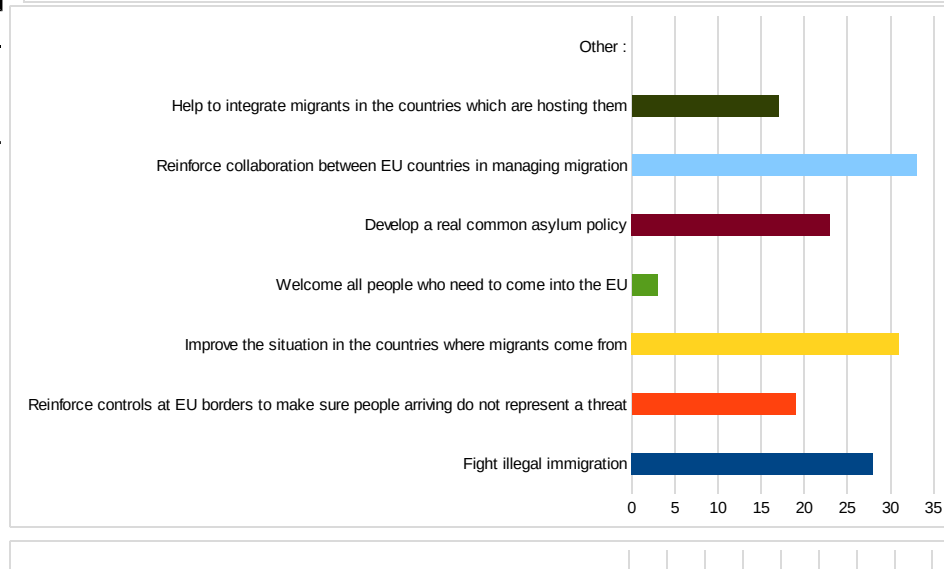 Other :
Help to integrate migrants in the countries which are hosting them
Reinforce collaboration between EU countries in managing migration
Develop a real common asylum policy
Welcome all people who need to come into the EU
Improve the situation in the countries where migrants come from
Reinforce controls at EU borders to make sure people arriving do not represent a threat
Fight illegal immigration
0 5 10 15 20 25 30 35